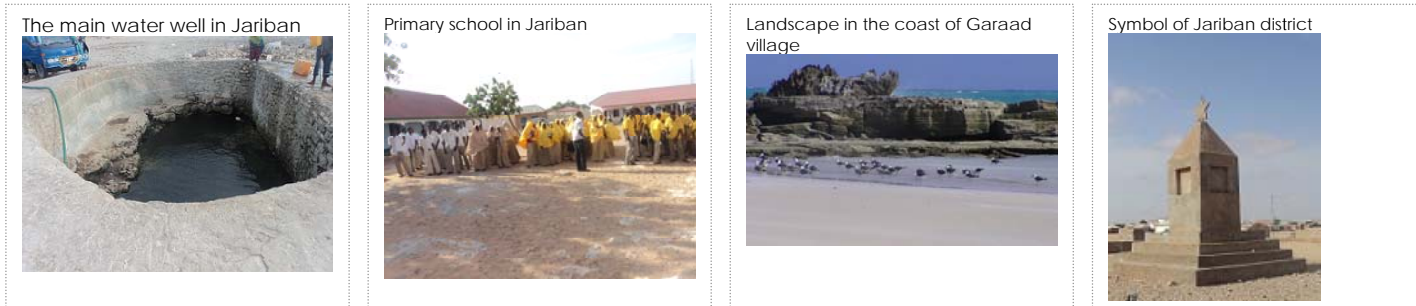 The main water well in Jariban
Primary school in Jariban
Landscape in the coast of Garaad
village
Symbol of Jariban district